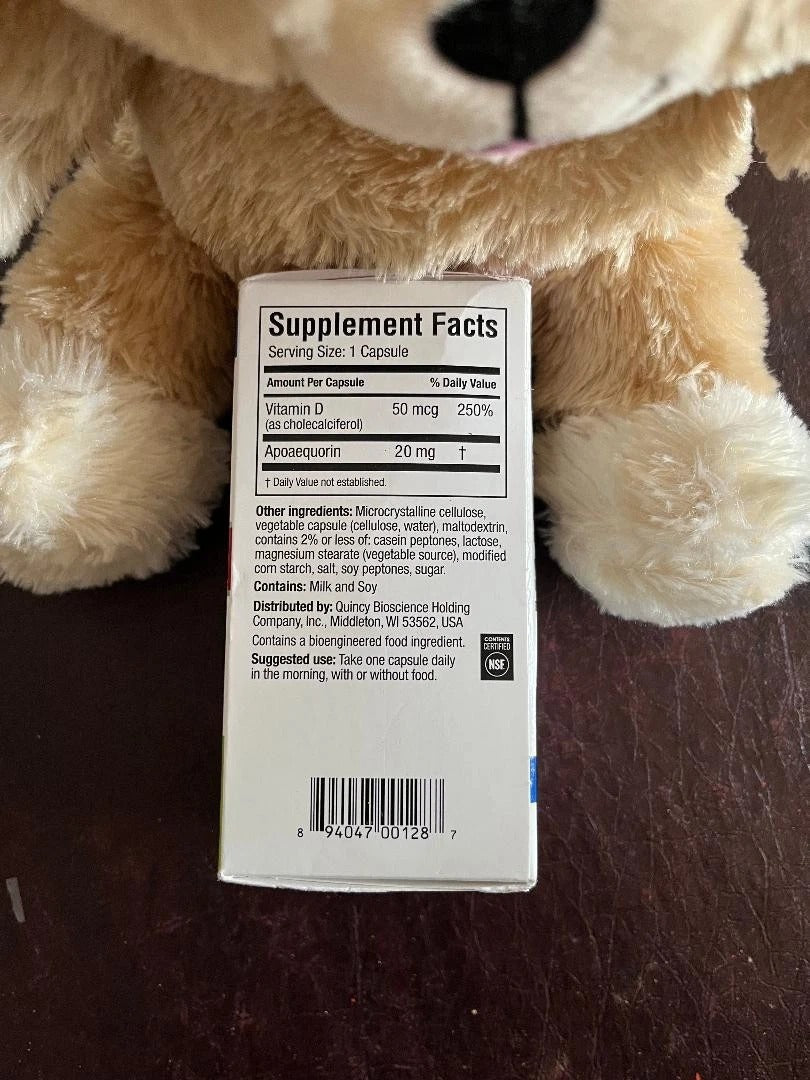 Supplement Facts
Serving Size: 1 Capsule
Amount Per Capsule % Daily Value
Vitamin D 50 mcg 250%
(as cholecalciferol)
Apoaequorin 20 mg †
† Daily Value not established.
Other ingredients: Microcrystalline cellulose,
vegetable capsule (cellulose, water), maltodextrin,
contains 2% or less of: casein peptones, lactose,
magnesium stearate (vegetable source), modified
corn starch, salt, soy peptones, sugar.
Contains: Milk and Soy
Distributed by: Quincy Bioscience Holding
Company, Inc., Middleton, WI 53562, USA
Contains a bioengineered food ingredient.
Suggested use: Take one capsule daily
in the morning, with or without food.
CONTENTS
CERTIFIED
NSF
8 94047 00128 7